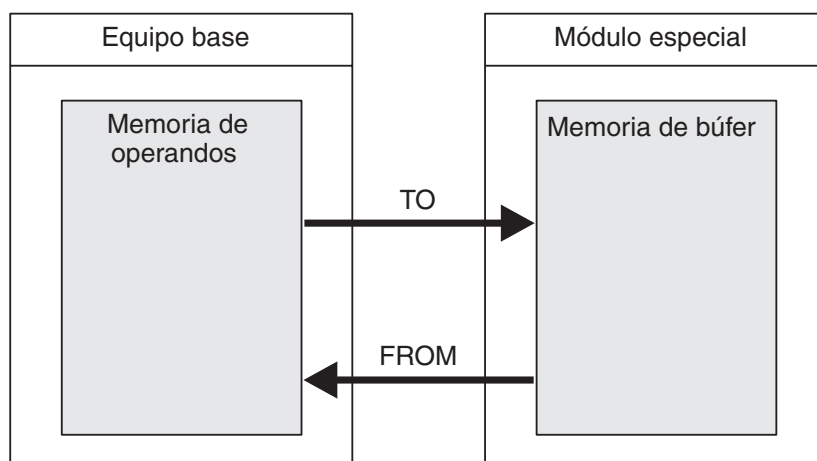 Equipo base
Módulo especial
Memoria de
operandos
Memoria de búfer
TO
FROM